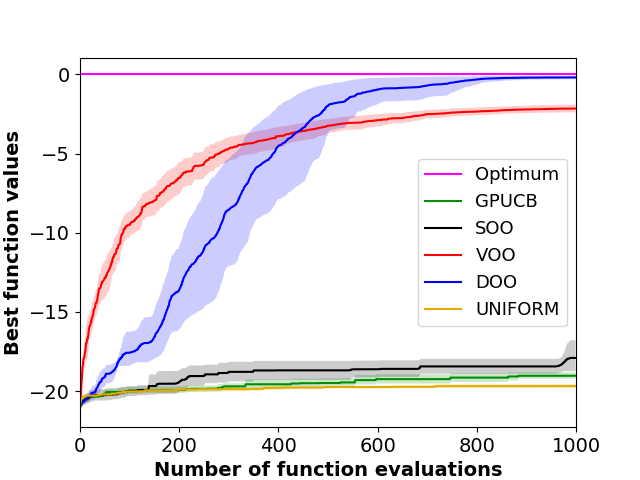 0
−5
−10
−15
−20
Best function values
Optimum
GPUCB
SOO
VOO
DOO
UNIFORM
0 200 400 600 800 1000
Number of function evaluations